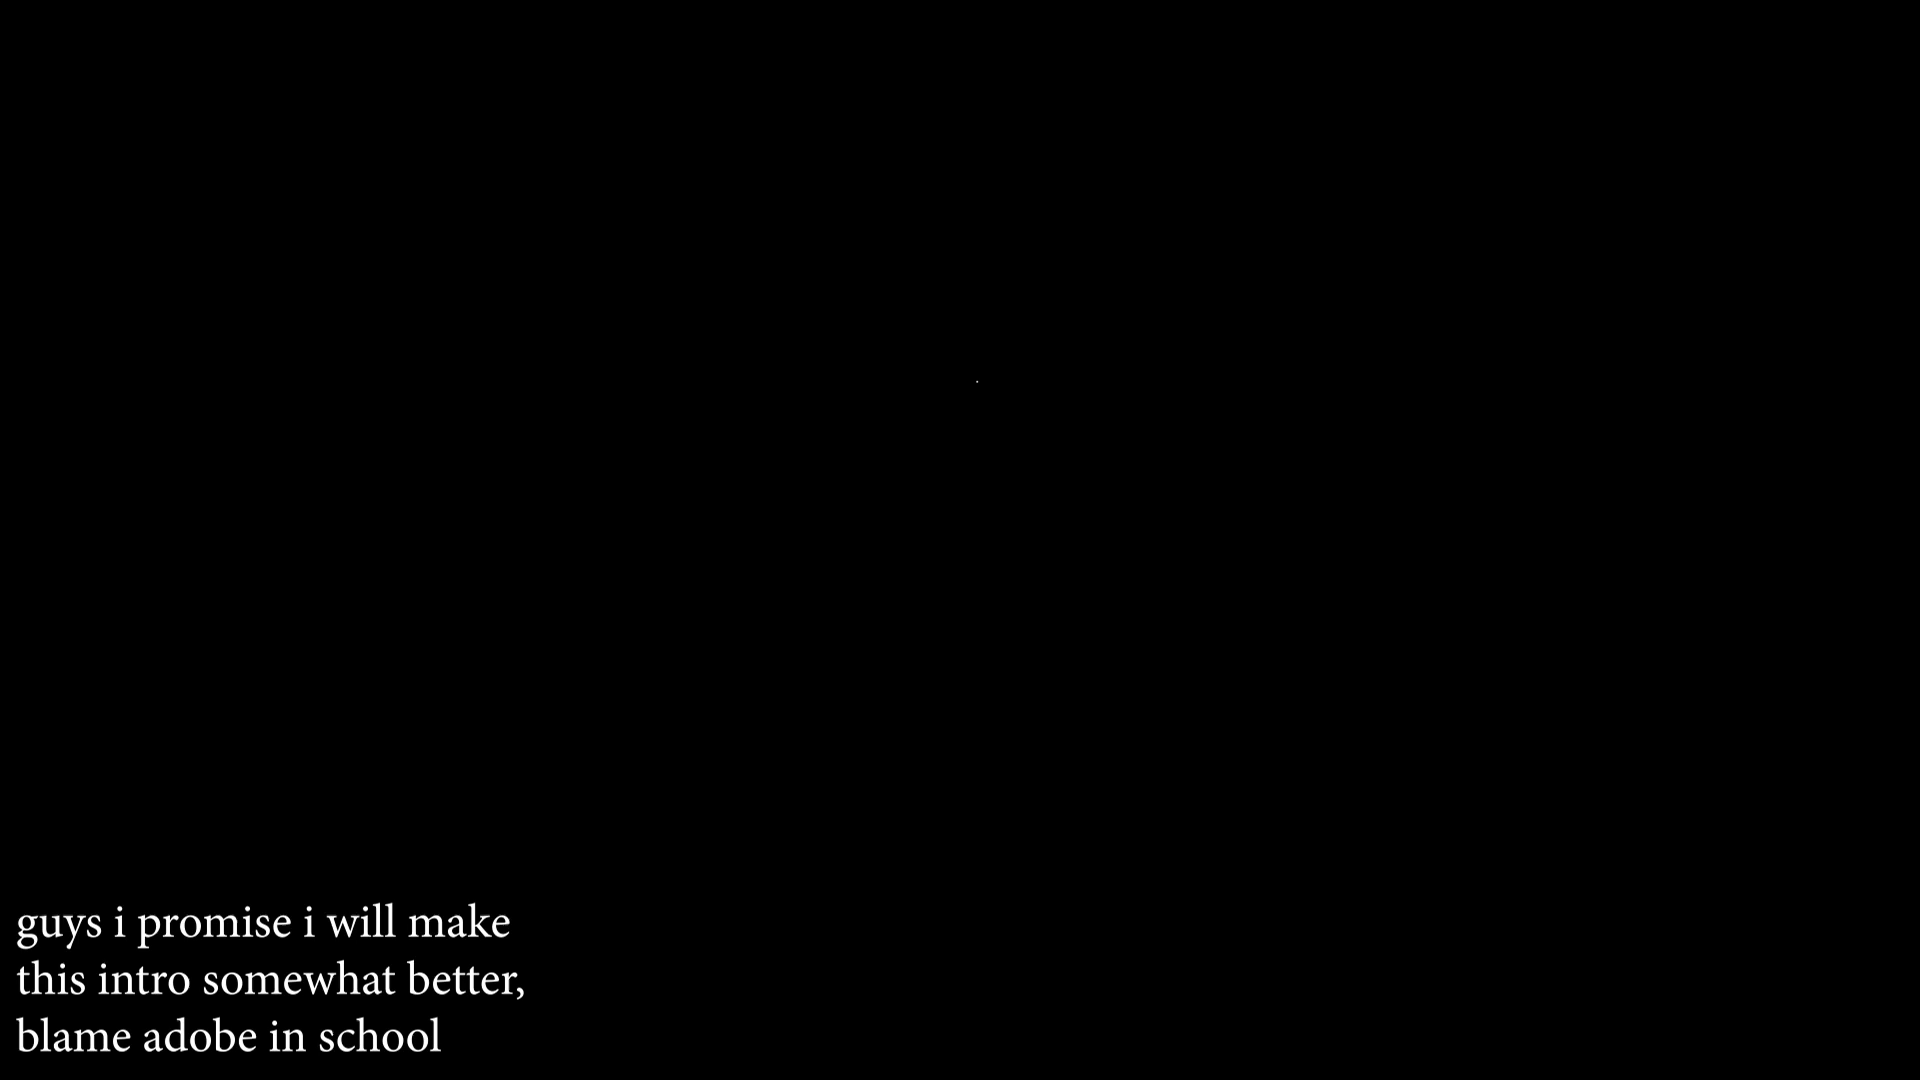 guys i promise i will make
this intro somewhat better,
blame adobe in school